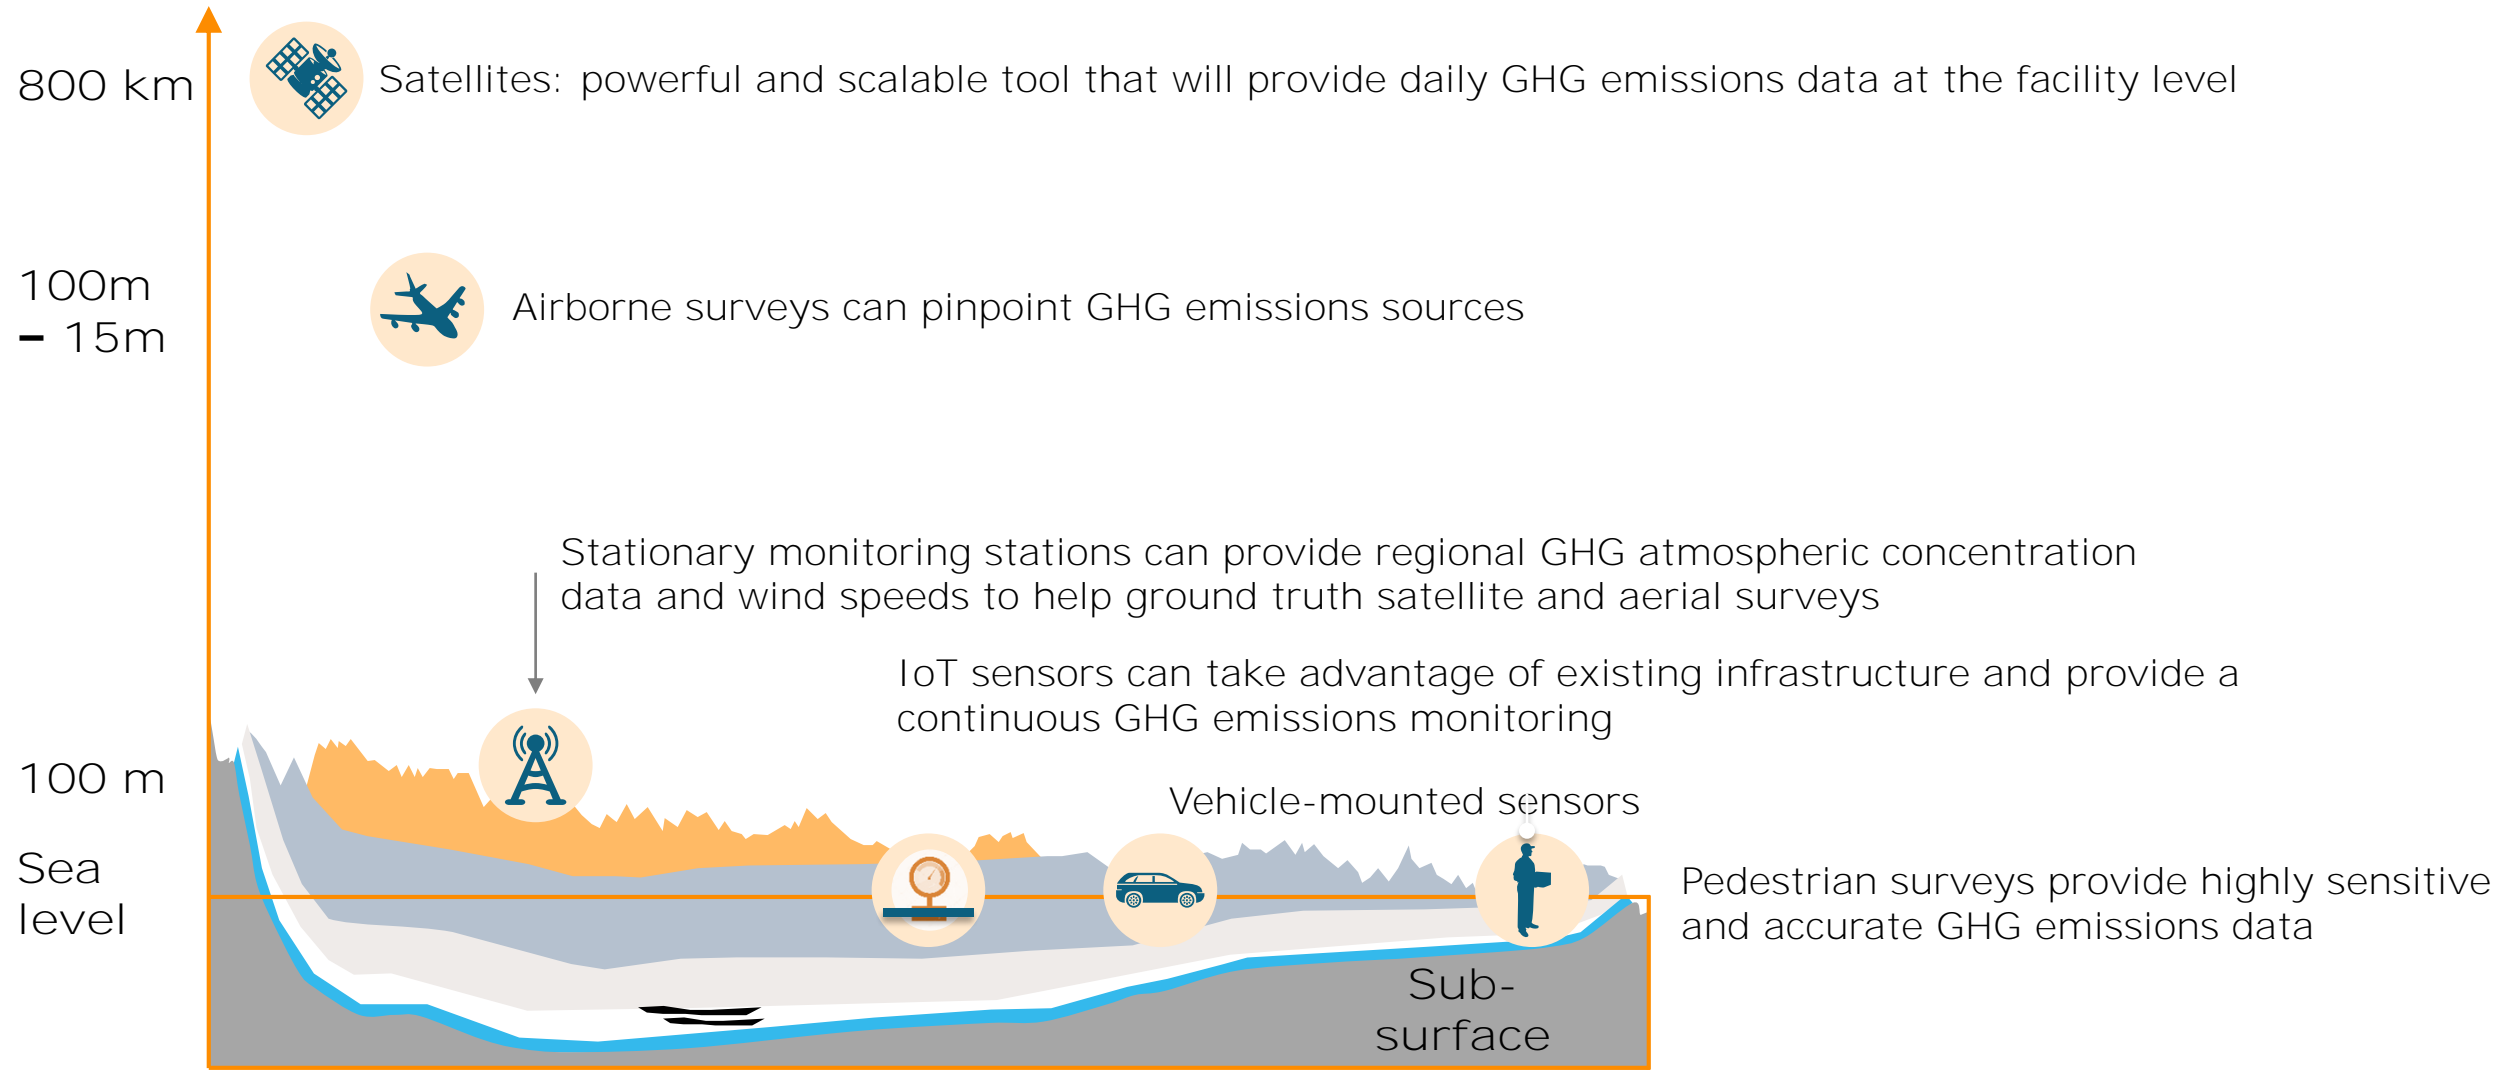 800 km
Satellites: powerful and scalable tool that will provide daily GHG emissions data at the facility level
100m
– 15m
Airborne surveys can pinpoint GHG emissions sources
Stationary monitoring stations can provide regional GHG atmospheric concentration
data and wind speeds to help ground truth satellite and aerial surveys
IoT sensors can take advantage of existing infrastructure and provide a
continuous GHG emissions monitoring
100 m
Vehicle-mounted sensors
Sea
level
Pedestrian surveys provide highly sensitive
and accurate GHG emissions data
Sub-
surface